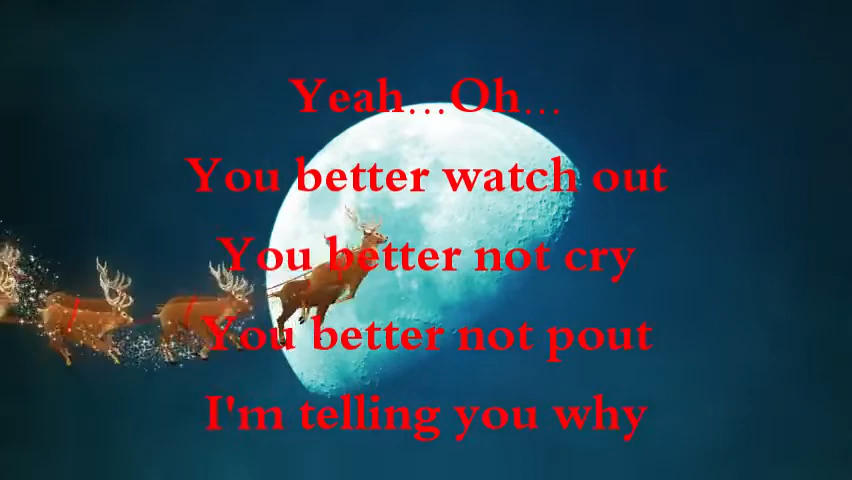 Yeah...Oh...
You better watch out
You better not cry
You better not pout
I'm telling you why